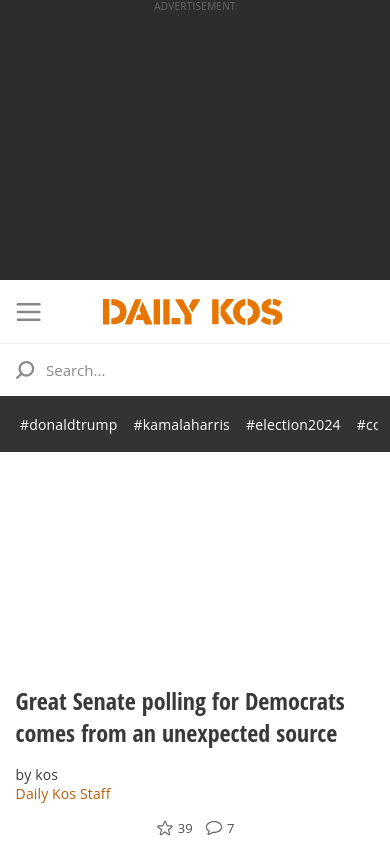 ADVERTISEMENT
DAILY KOS
Search...
#donaldtrump #kamalaharris #election2024
Great Senate polling for Democrats
comes from an unexpected source
by kos
Daily Kos Staff
39 7